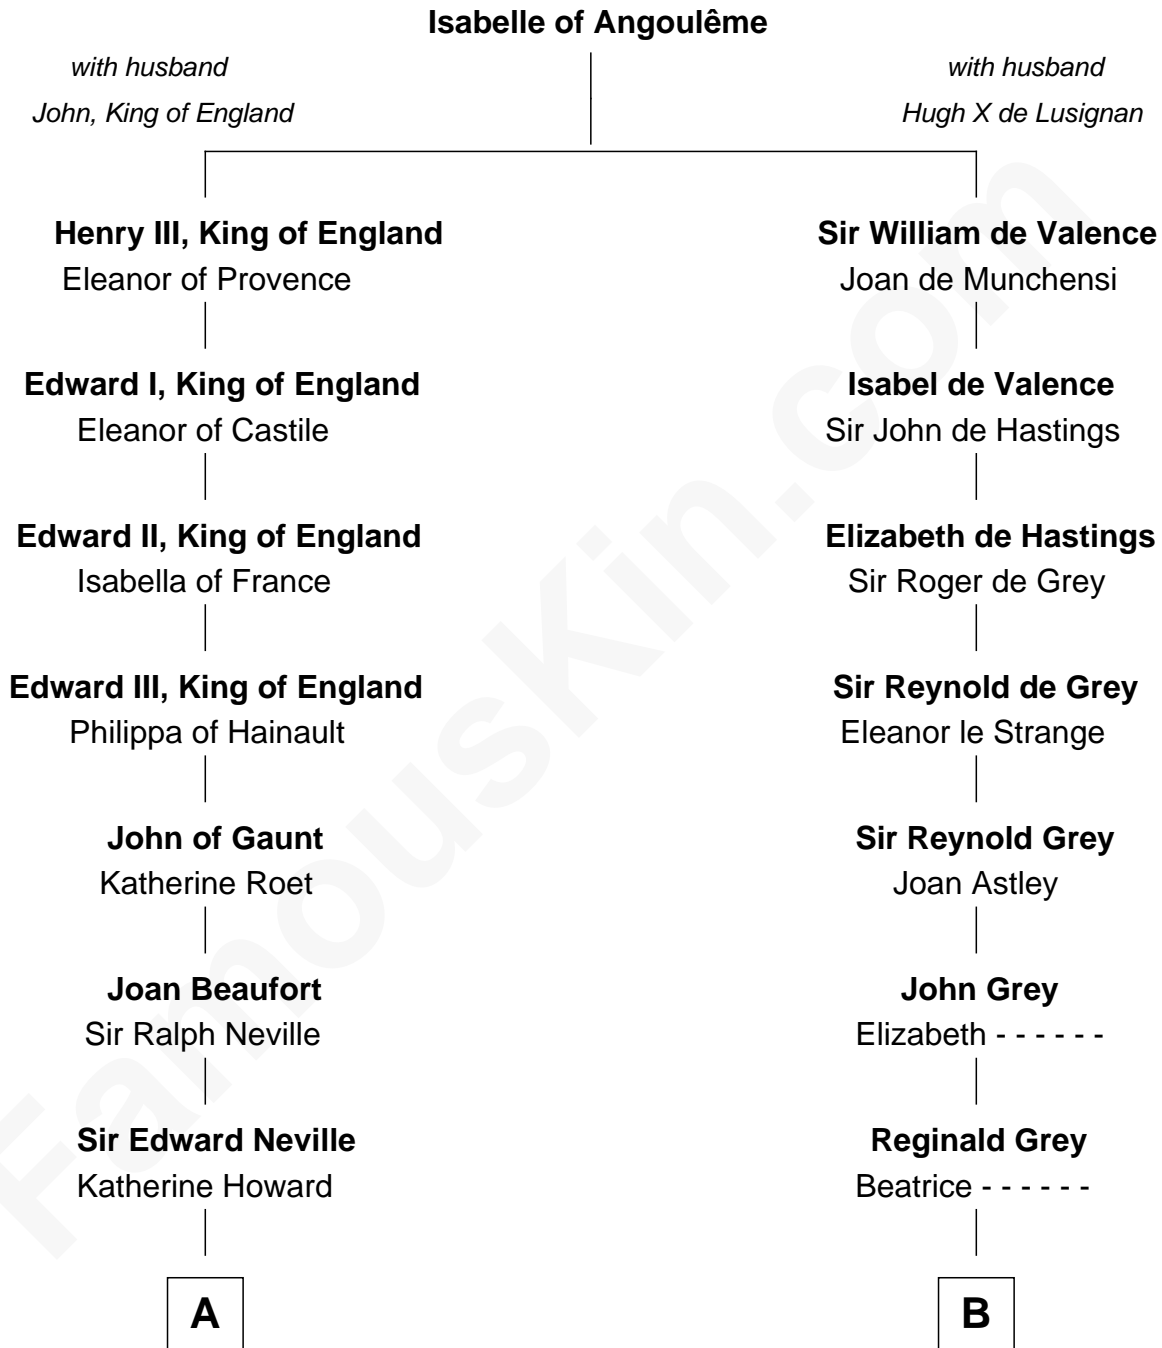 Isabelle of Angoulême
with husband
John, King of England
with husband
Hugh X de Lusignan
Henry III, King of England
Eleanor of Provence
Sir William de Valence
Joan de Munchensi
Edward I, King of England
Eleanor of Castile
Isabel de Valence
Sir John de Hastings
Edward II, King of England
Isabella of France
Elizabeth de Hastings
Sir Roger de Grey
Edward III, King of England
Philippa of Hainault
Sir Reynold de Grey
Eleanor le Strange
John of Gaunt
Katherine Roet
Sir Reynold Grey
Joan Astley
Joan Beaufort
Sir Ralph Neville
John Grey
Elizabeth - - - - - -
Sir Edward Neville
Katherine Howard
Reginald Grey
Beatrice - - - - - -
A
B
FamousKin.com